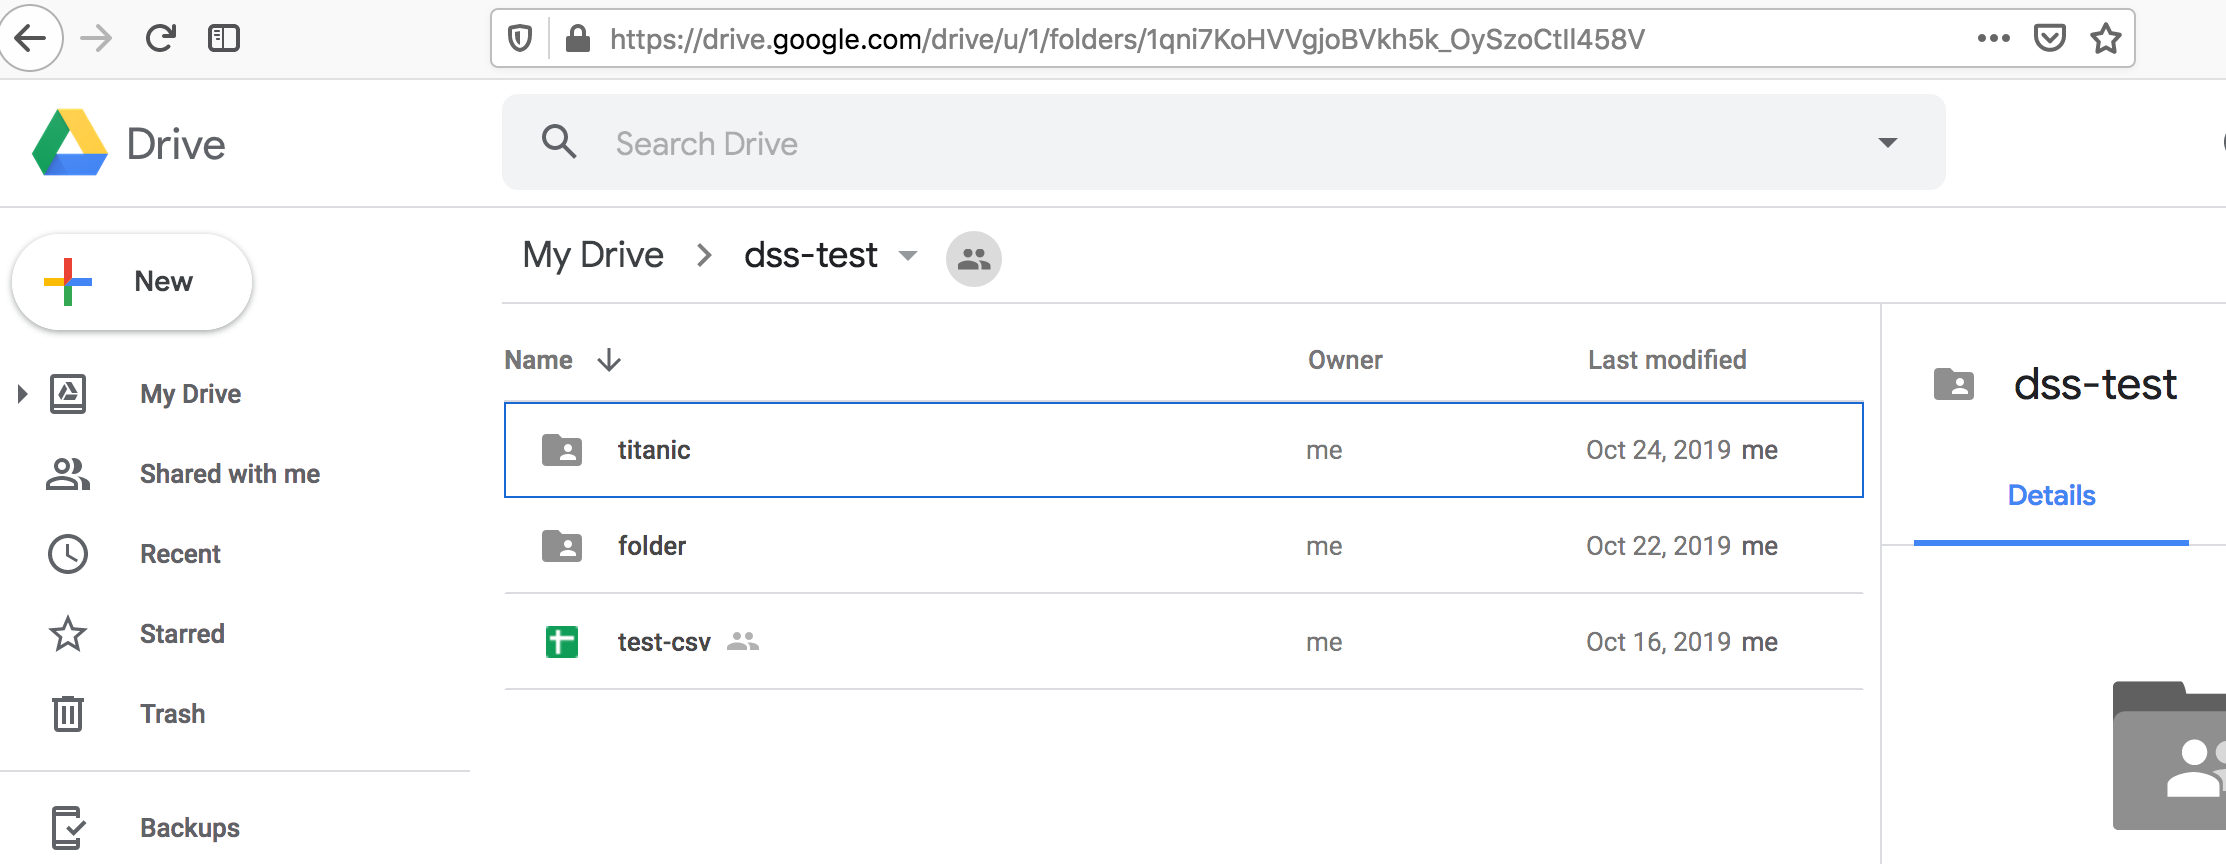 https://drive.google.com/drive/u/1/folders/1qni7KoHVVgjoBVkh5k_OySzoCtIl458V
Drive
Search Drive
New
My Drive > dss-test
Name Owner Last modified
dss-test
Details
My Drive
Shared with me
Recent
Starred
Trash
Backups
titanic me Oct 24, 2019 me
folder me Oct 22, 2019 me
test-csv me Oct 16, 2019 me